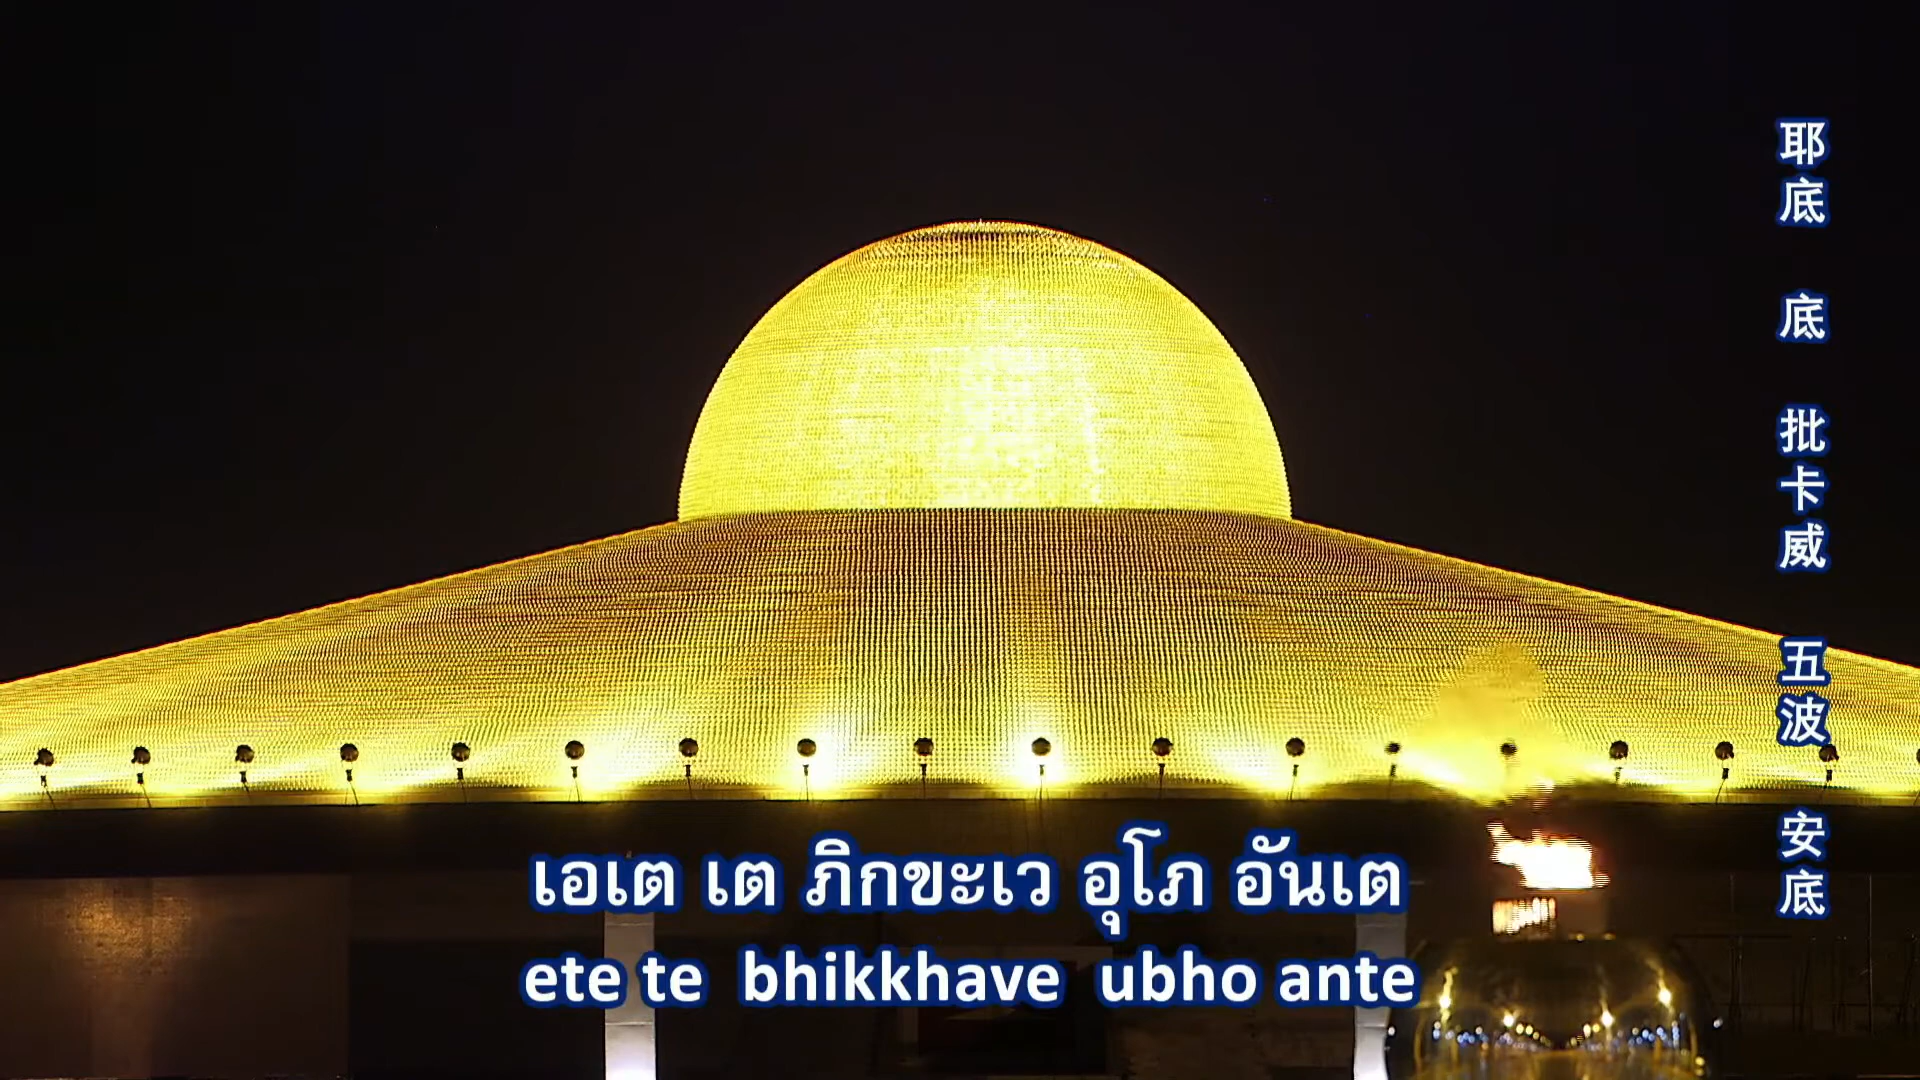 เอเต เต ภิกขะเว อุโภ อันเต
ete te bhikkhave ubho ante
耶底 底 批卡威 五波 安底